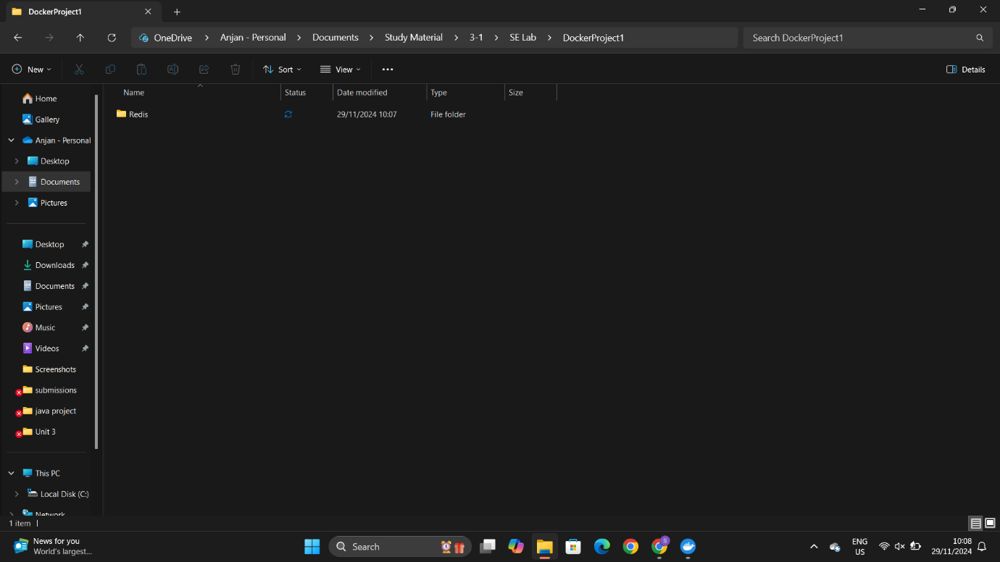 DockerProject1
OneDrive > Anjan - Personal > Documents > Study Material > 3-1 > SE Lab > DockerProject1
Search DockerProject1
New
Sort
View
Details
Name Status Date modified Type Size
Redis 29/11/2024 10:07 File folder
Home
Gallery
Anjan - Personal
Desktop
Documents
Pictures
Desktop
Downloads
Documents
Pictures
Music
Videos
Screenshots
submissions
java project
Unit 3
This PC
Local Disk (C:)
Network
1 item
News for you
World's largest...
Search
S
ENG
US
10:08
29/11/2024